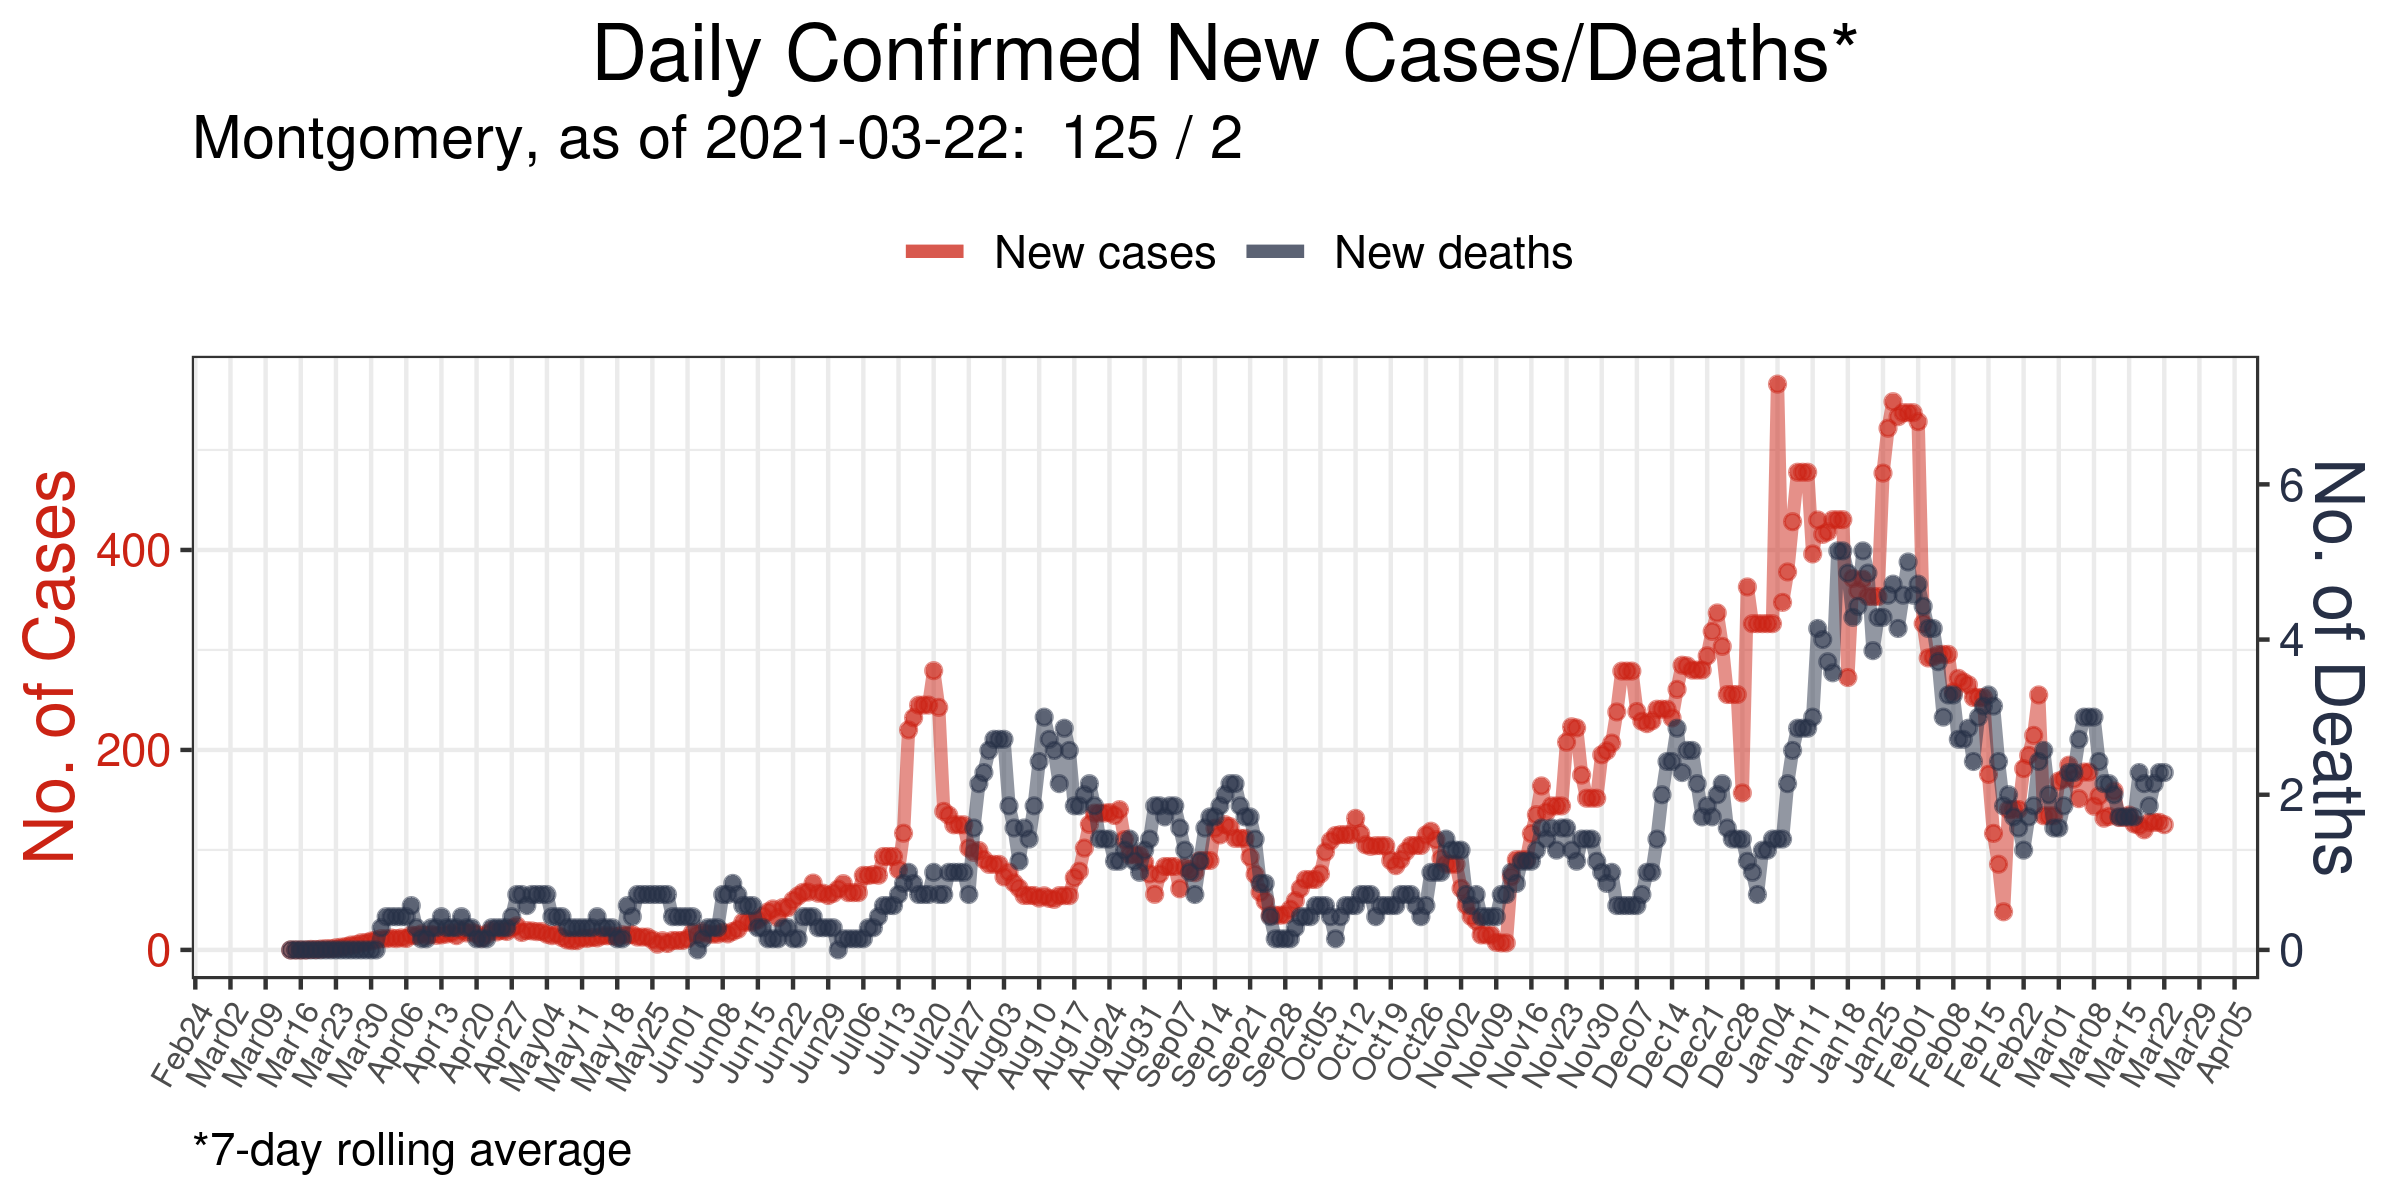 Daily Confirmed New Cases/Deaths*
Montgomery, as of 2021-03-22:  125 / 2
New cases New deaths
No. of Cases
400
200
0
6
4
2
0
No. of Deaths
Feb24 Mar02 Mar09 Mar16 Mar23 Mar30 Apr06 Apr13 Apr20 Apr27 May04 May11 May18 May25 Jun01 Jun08 Jun15 Jun22 Jun29 Jul06 Jul13 Jul20 Jul27 Aug03 Aug10 Aug17 Aug24 Aug31 Sep07 Sep14 Sep21 Sep28 Oct05 Oct12 Oct19 Oct26 Nov02 Nov09 Nov16 Nov23 Nov30 Dec07 Dec14 Dec21 Dec28 Jan04 Jan11 Jan18 Jan25 Feb01 Feb08 Feb15 Feb22 Mar01 Mar08 Mar15 Mar22 Mar29 Apr05
*7-day rolling average